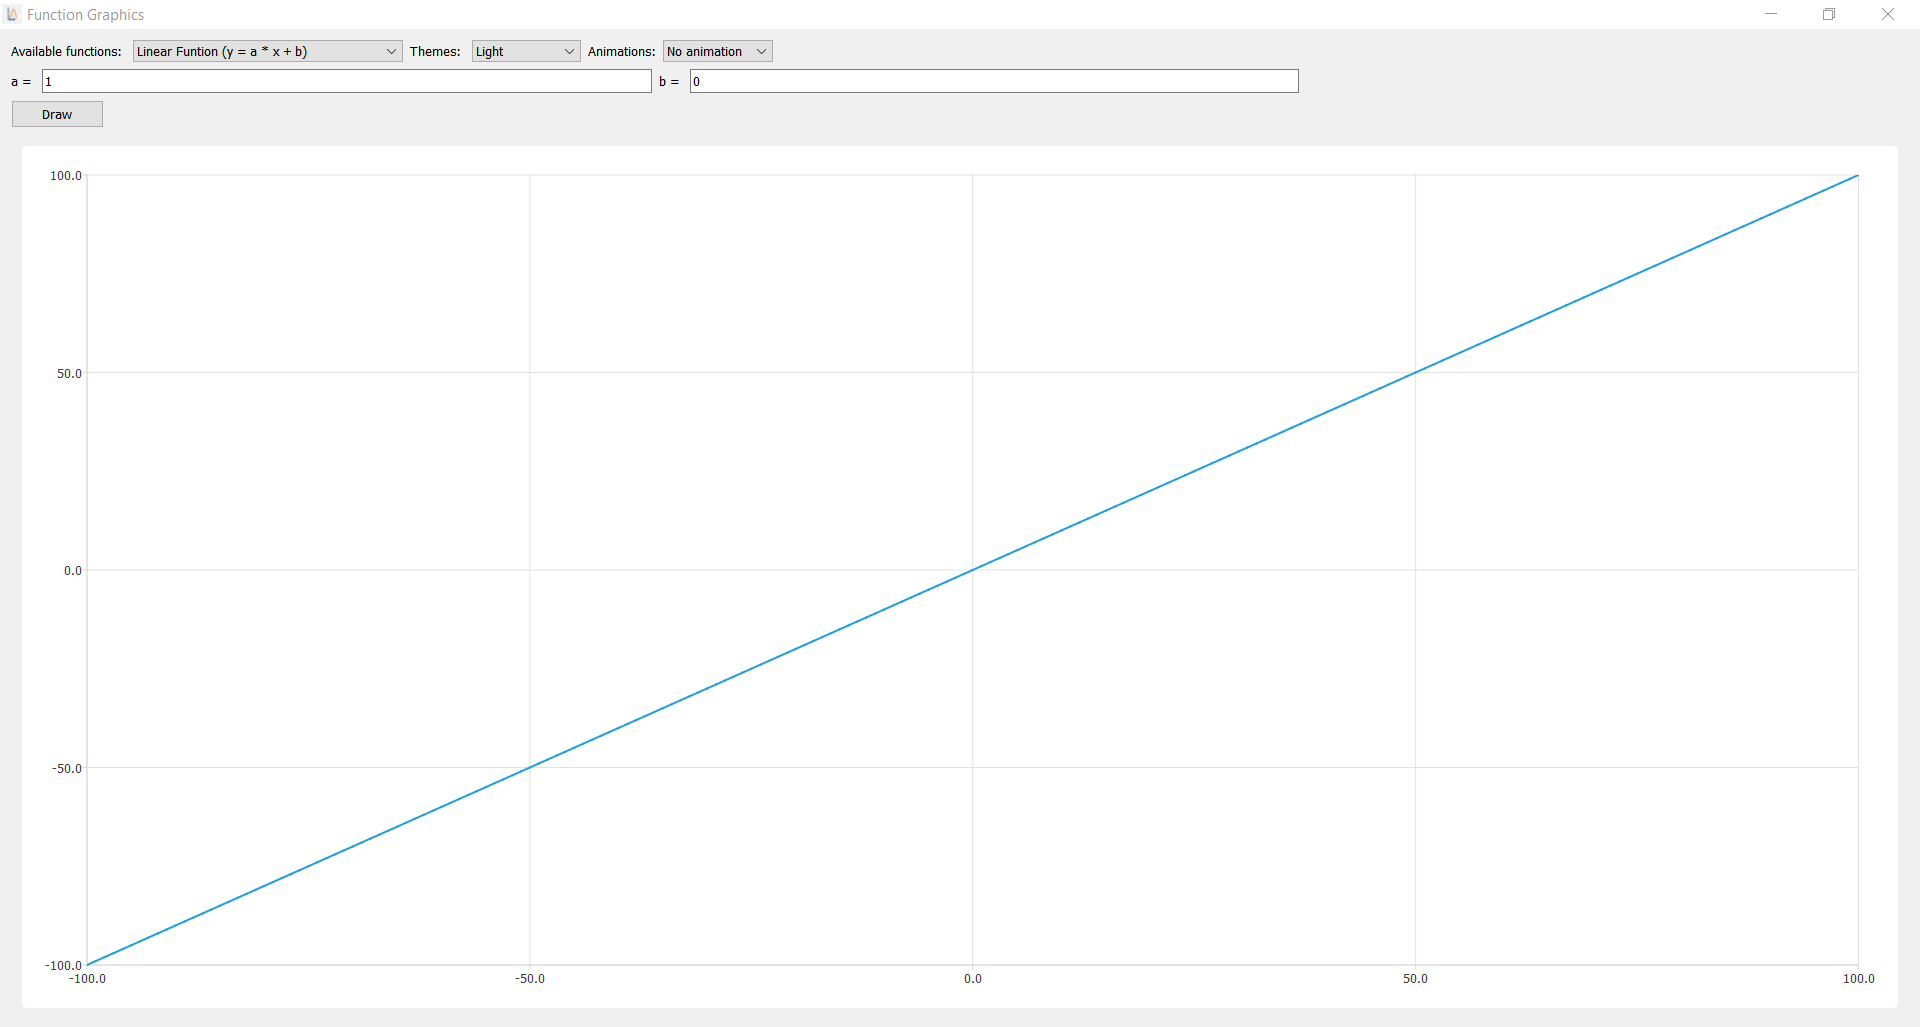 Function Graphics
Available functions: Linear Funtion (y = a * x + b) Themes: Light Animations: No animation
a = 1 b = 0
Draw
100.0
50.0
0.0
-50.0
-100.0
-100.0 -50.0 0.0 50.0 100.0